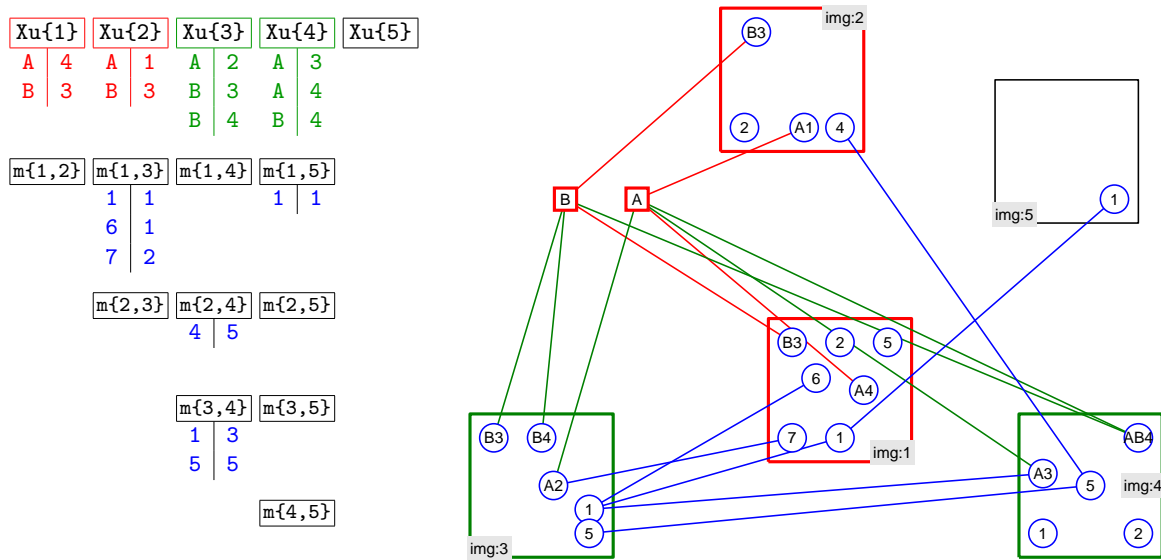 Xu{1} Xu{2} Xu{3} Xu{4} Xu{5}
A 4 A 1 A 2 A 3
B 3 B 3 B 3 A 4
B 4 B 4
m{1,2} m{1,3} m{1,4} m{1,5}
1 1 1 1
6 1
7 2
m{2,3} m{2,4} m{2,5}
4 5
m{3,4} m{3,5}
1 3
5 5
m{4,5}
img:2
B3
2 A1 4
img:5
1
B A
B3 2 5
6
A4
7 1
img:1
B3 B4
A2
1
5
img:3
AB4
A3
5
img:4
1 2